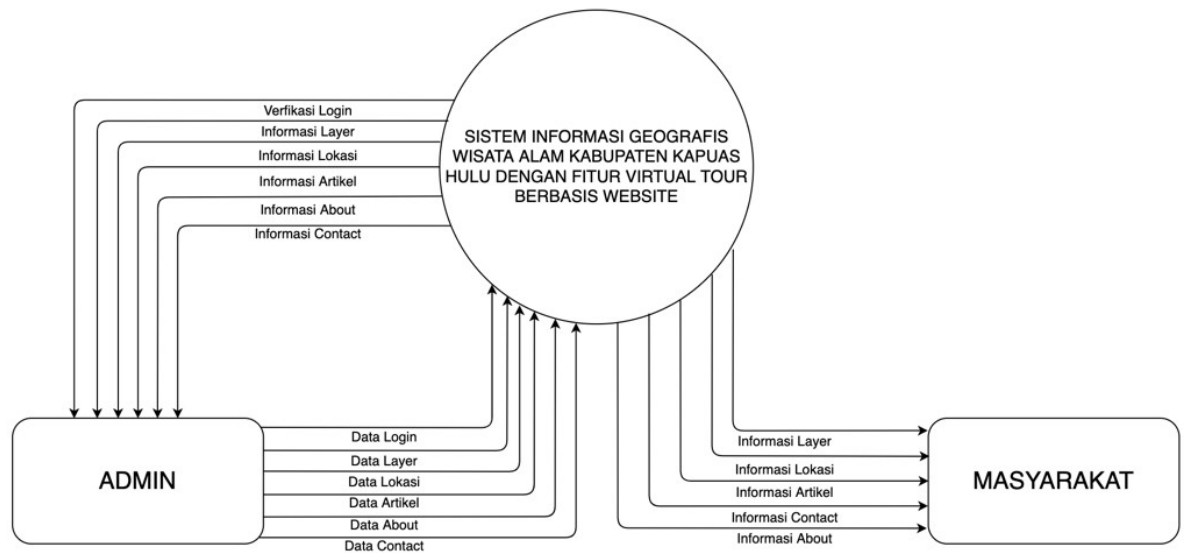 Verfikasi Login
Informasi Layer
Informasi Lokasi
Informasi Artikel
Informasi About
Informasi Contact
SISTEM INFORMASI GEOGRAFIS
WISATA ALAM KABUPATEN KAPUAS
HULU DENGAN FITUR VIRTUAL TOUR
BERBASIS WEBSITE
ADMIN
Data Login
Data Layer
Data Lokasi
Data Artikel
Data About
Data Contact
Informasi Layer
Informasi Lokasi
Informasi Artikel
Informasi Contact
Informasi About
MASYARAKAT